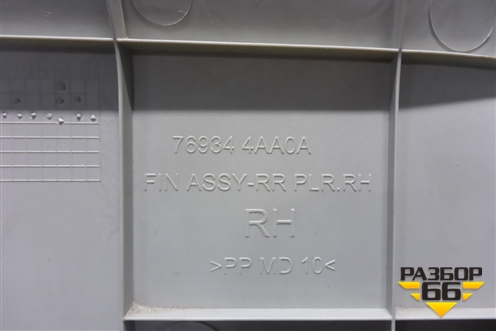 76934 4AA0A
FIN ASSY-RR PLR.RH
RH
>PP MD 10<
РАЗБОР
66